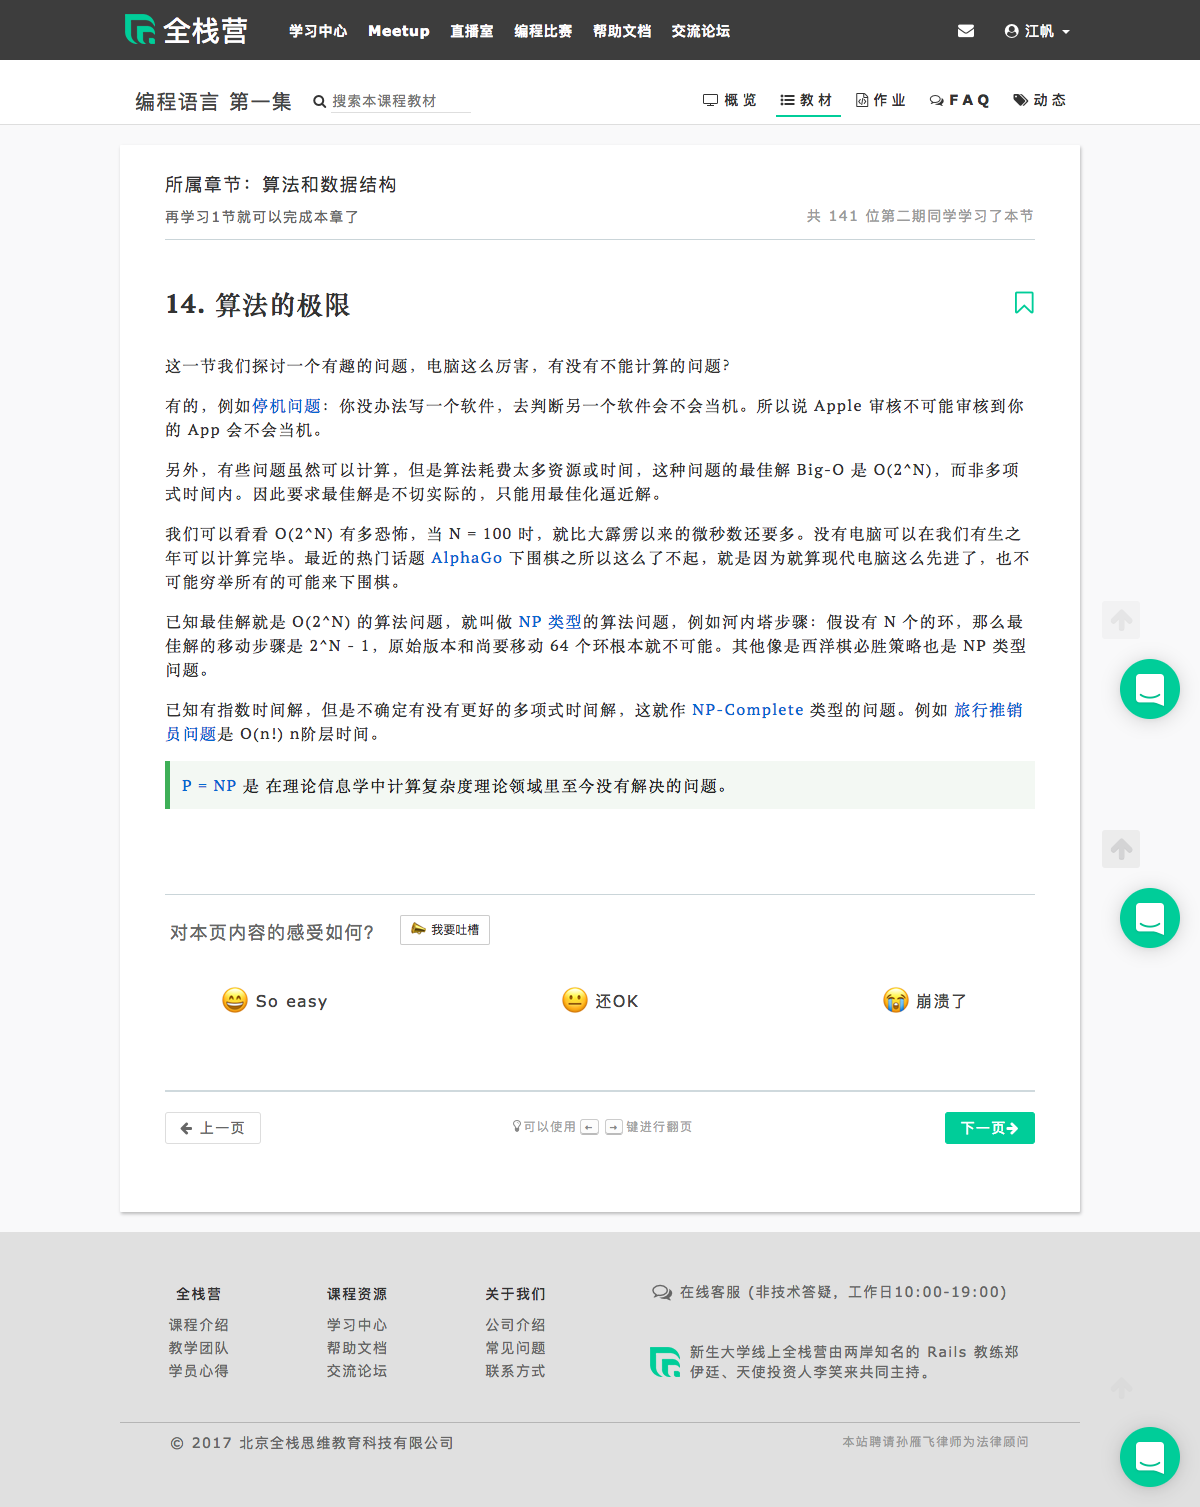 全栈营 学习中心 Meetup 直播室 编程比赛 帮助文档 交流论坛 江帆
编程语言 第一集 搜索本课程教材 概览 教材 作业 FAQ 动态
所属章节：算法和数据结构
再学习1节就可以完成本章了 共 141 位第二期同学学习了本节
14. 算法的极限
这一节我们探讨一个有趣的问题，电脑这么厉害，有没有不能计算的问题?
有的，例如停机问题：你没办法写一个软件，去判断另一个软件会不会当机。所以说 Apple 审核不可能审核到你
的 App 会不会当机。
另外，有些问题虽然可以计算，但是算法耗费太多资源或时间，这种问题的最佳解 Big-O 是 O(2^N)，而非多项
式时间内。因此要求最佳解是不切实际的，只能用最佳化逼近解。
我们可以看看 O(2^N) 有多恐怖，当 N = 100 时，就比大霹雳以来的微秒数还要多。没有电脑可以在我们有生之
年可以计算完毕。最近的热门话题 AlphaGo 下围棋之所以这么了不起，就是因为就算现代电脑这么先进了，也不
可能穷举所有的可能来下围棋。
已知最佳解就是 O(2^N) 的算法问题，就叫做 NP 类型的算法问题，例如河内塔步骤：假设有 N 个的环，那么最
佳解的移动步骤是 2^N - 1，原始版本和尚要移动 64 个环根本就不可能。其他像是西洋棋必胜策略也是 NP 类型
问题。
已知有指数时间解，但是不确定有没有更好的多项式时间解，这就作 NP-Complete 类型的问题。例如 旅行推销
员问题是 O(n!) n阶层时间。
P = NP 是 在理论信息学中计算复杂度理论领域里至今没有解决的问题。
对本页内容的感受如何? 我要吐槽
So easy 还OK 崩溃了
上一页 可以使用 ← → 键进行翻页 下一页
全栈营 课程资源 关于我们 在线客服 (非技术答疑，工作日10:00-19:00)
课程介绍 学习中心 公司介绍
教学团队 帮助文档 常见问题 新生大学线上全栈营由两岸知名的 Rails 教练郑
学员心得 交流论坛 联系方式 伊廷、天使投资人李笑来共同主持。
© 2017 北京全栈思维教育科技有限公司 本站聘请孙雁飞律师为法律顾问